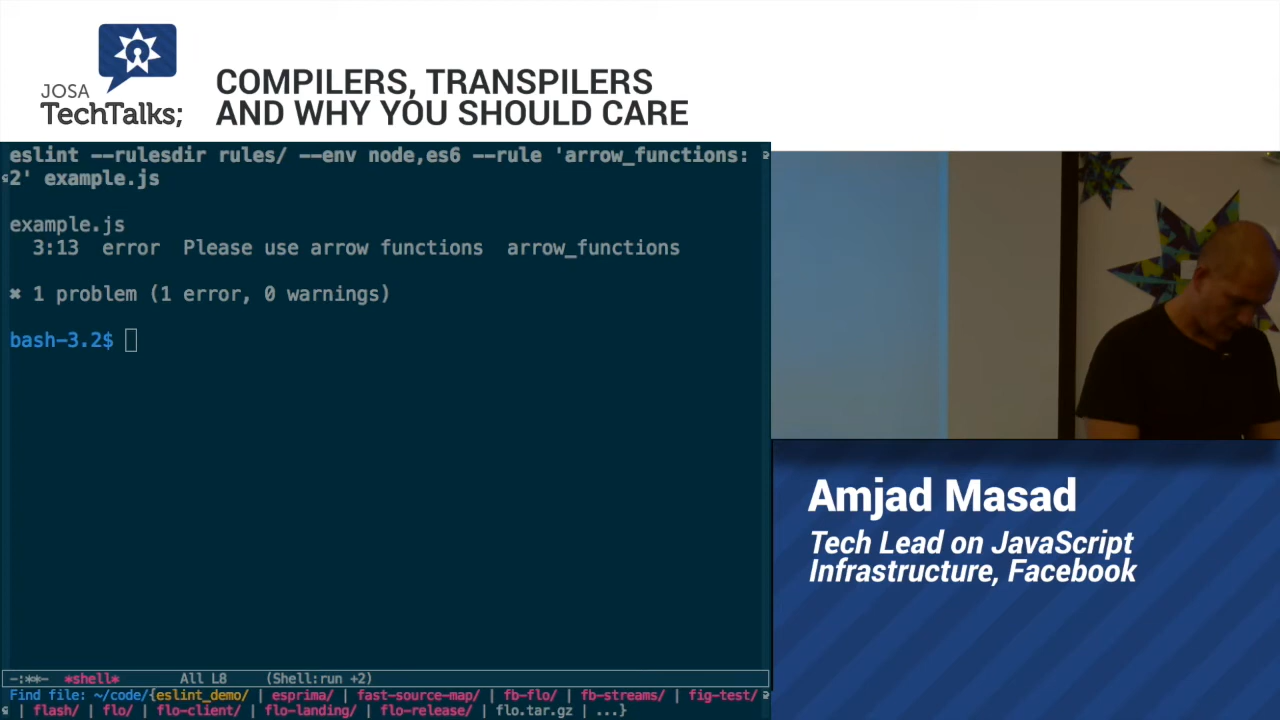 JOSA
TechTalks;
COMPILERS, TRANSPILERS
AND WHY YOU SHOULD CARE
eslint --rulesdir rules/ --env node,es6 --rule 'arrow_functions:
2' example.js
example.js
3:13 error Please use arrow functions arrow_functions
✖ 1 problem (1 error, 0 warnings)
bash-3.2$
-:**- *shell* All L8 (Shell:run +2)
Find file: ~/code/{eslint_demo/ | esprima/ | fast-source-map/ | fb-flo/ | fb-streams/ | fig-test/
| flash/ | flo/ | flo-client/ | flo-landing/ | flo-release/ | flo.tar.gz | ...}
Amjad Masad
Tech Lead on JavaScript
Infrastructure, Facebook